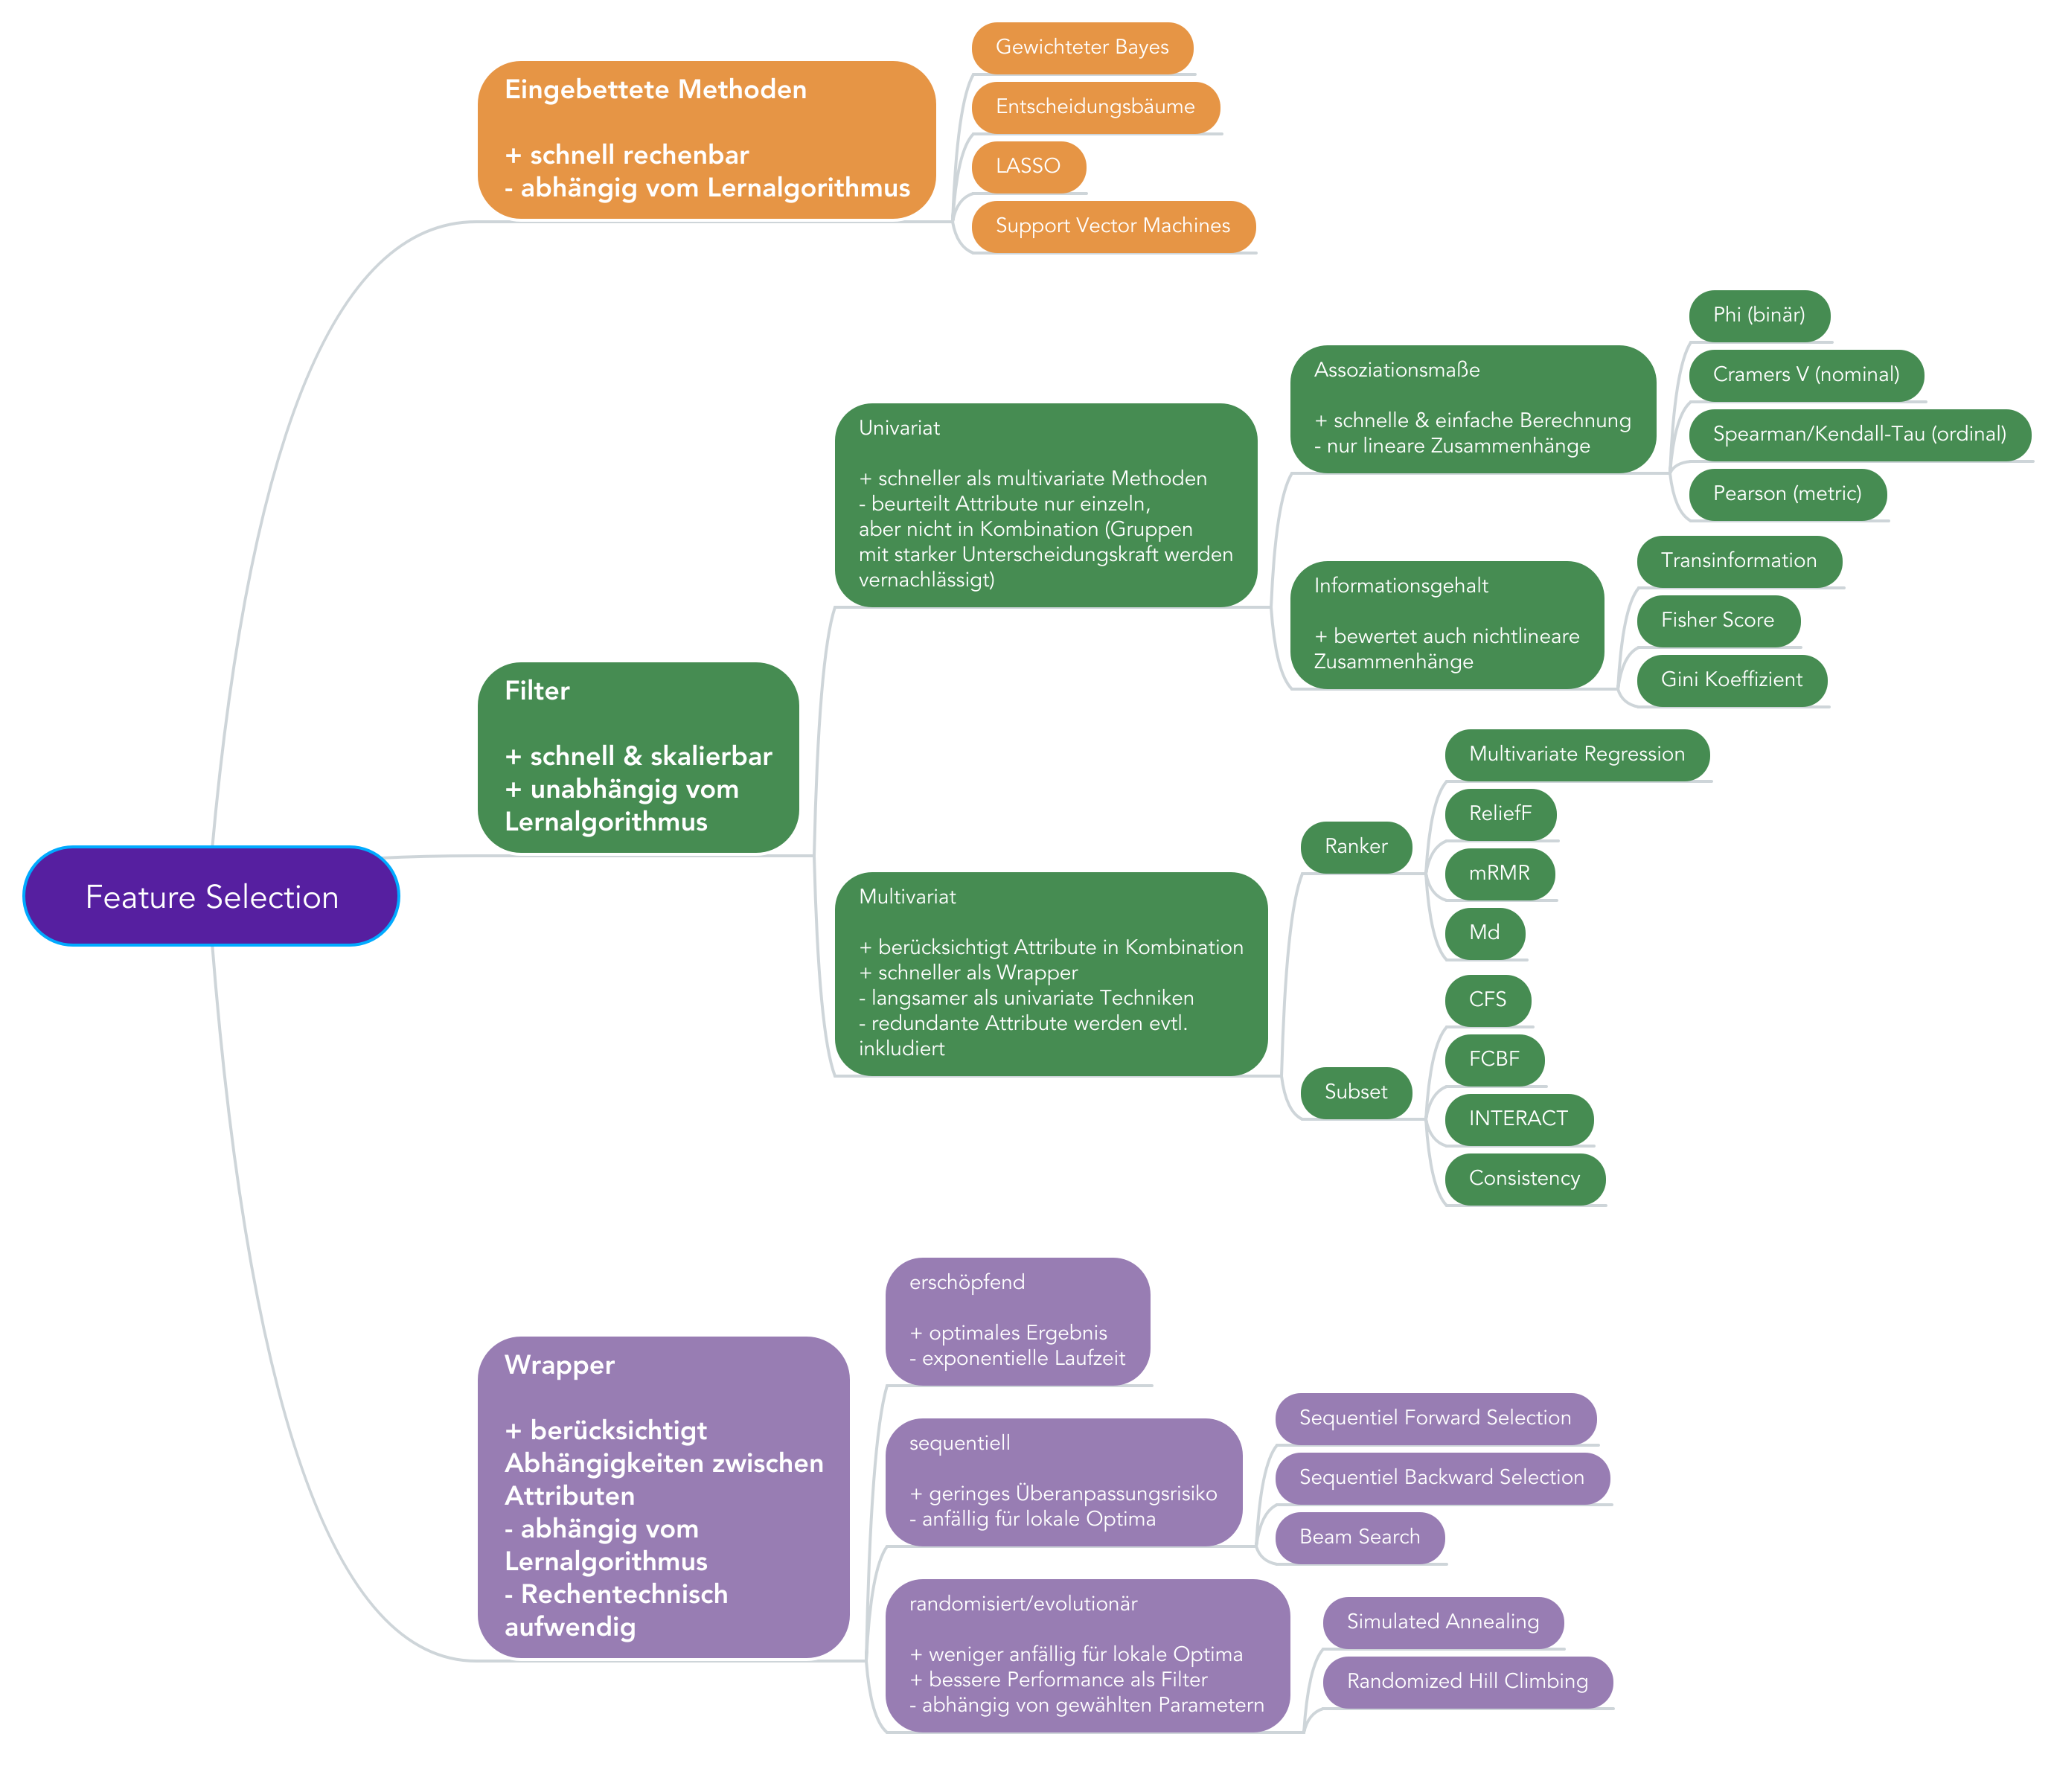 Feature Selection
Eingebettete Methoden
+ schnell rechenbar
- abhängig vom Lernalgorithmus
Gewichteter Bayes
Entscheidungsbäume
LASSO
Support Vector Machines
Filter
+ schnell & skalierbar
+ unabhängig vom
Lernalgorithmus
Univariat
+ schneller als multivariate Methoden
- beurteilt Attribute nur einzeln,
aber nicht in Kombination (Gruppen
mit starker Unterscheidungskraft werden
vernachlässigt)
Assoziationsmaße
+ schnelle & einfache Berechnung
- nur lineare Zusammenhänge
Phi (binär)
Cramers V (nominal)
Spearman/Kendall-Tau (ordinal)
Pearson (metric)
Informationsgehalt
+ bewertet auch nichtlineare
Zusammenhänge
Transinformation
Fisher Score
Gini Koeffizient
Multivariat
+ berücksichtigt Attribute in Kombination
+ schneller als Wrapper
- langsamer als univariate Techniken
- redundante Attribute werden evtl.
inkludiert
Ranker
Multivariate Regression
ReliefF
mRMR
Md
Subset
CFS
FCBF
INTERACT
Consistency
Wrapper
+ berücksichtigt
Abhängigkeiten zwischen
Attributen
- abhängig vom
Lernalgorithmus
- Rechentechnisch
aufwendig
erschöpfend
+ optimales Ergebnis
- exponentielle Laufzeit
sequentiell
+ geringes Überanpassungsrisiko
- anfällig für lokale Optima
Sequentiel Forward Selection
Sequentiel Backward Selection
Beam Search
randomisiert/evolutionär
+ weniger anfällig für lokale Optima
+ bessere Performance als Filter
- abhängig von gewählten Parametern
Simulated Annealing
Randomized Hill Climbing